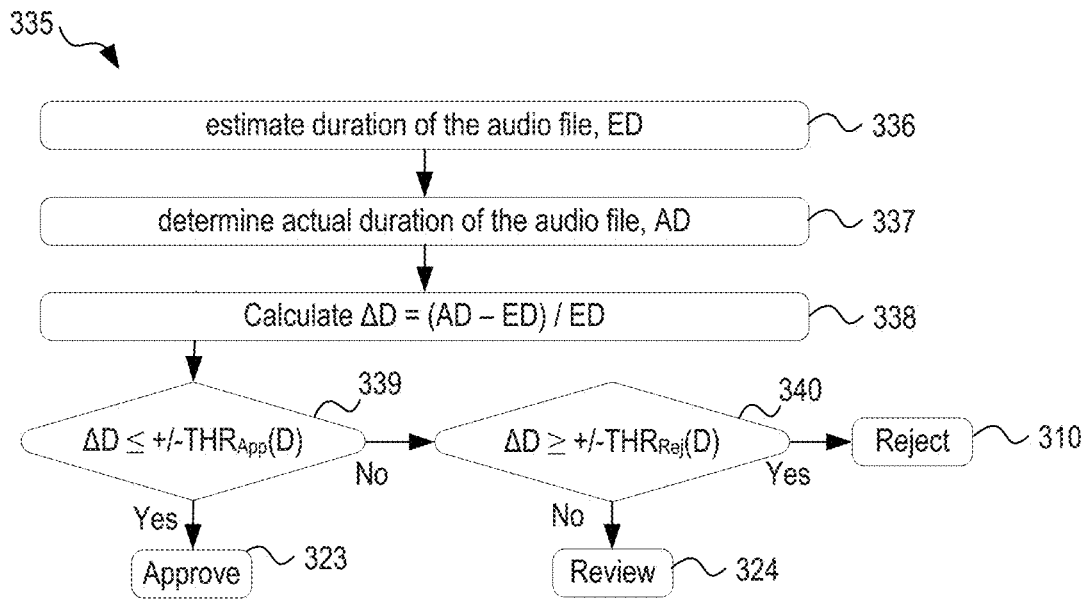 335
estimate duration of the audio file, ED
336
determine actual duration of the audio file, AD
337
Calculate ΔD = (AD – ED) / ED
338
339
340
ΔD ≤ +/-THRApp(D)
ΔD ≥ +/-THRRej(D)
Reject
310
No
Yes
Yes
No
Approve
323
Review
324